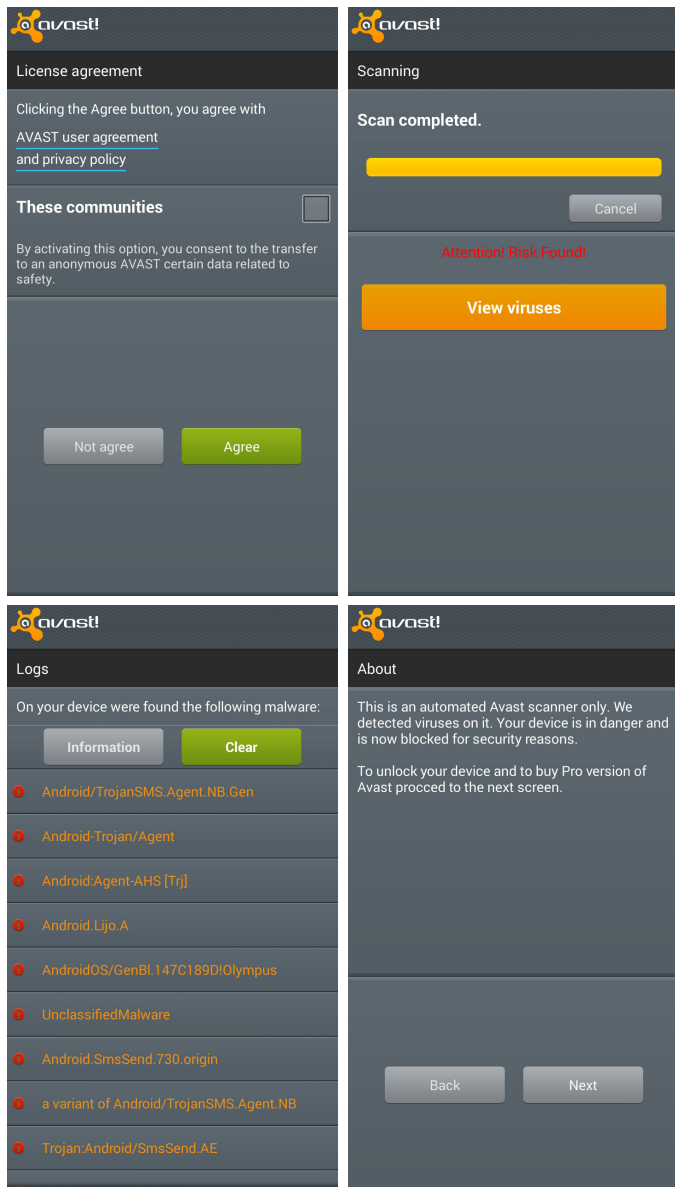 avast!
License agreement
Clicking the Agree button, you agree with
AVAST user agreement
and privacy policy
These communities
By activating this option, you consent to the transfer
to an anonymous AVAST certain data related to
safety.
Not agree
Agree
avast!
Scanning
Scan completed.
Cancel
Attention! Risk Found!
View viruses
avast!
Logs
On your device were found the following malware:
Information
Clear
Android/TrojanSMS.Agent.NB.Gen
Android-Trojan/Agent
Android:Agent-AHS [Trj]
Android.Lijo.A
AndroidOS/GenBl.147C189D!Olympus
UnclassifiedMalware
Android.SmsSend.730.origin
a variant of Android/TrojanSMS.Agent.NB
Trojan:Android/SmsSend.AE
avast!
About
This is an automated Avast scanner only. We
detected viruses on it. Your device is in danger and
is now blocked for security reasons.
To unlock your device and to buy Pro version of
Avast procced to the next screen.
Back
Next